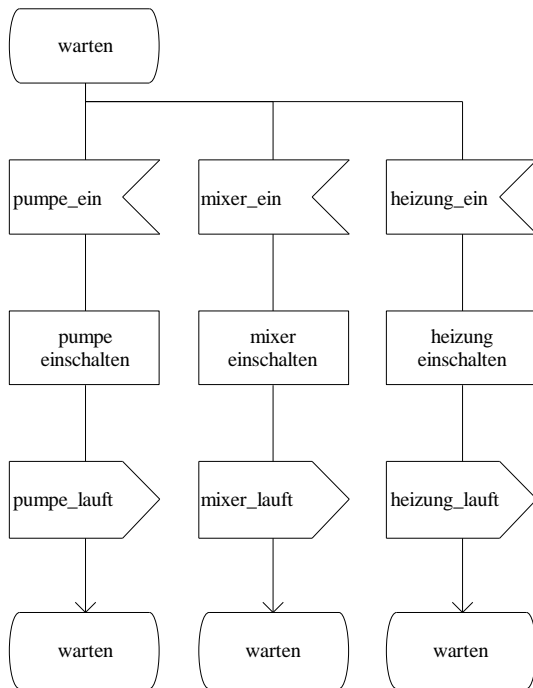 warten
pumpe_ein
mixer_ein
heizung_ein
pumpe
einschalten
mixer
einschalten
heizung
einschalten
pumpe_lauft
mixer_lauft
heizung_lauft
warten
warten
warten